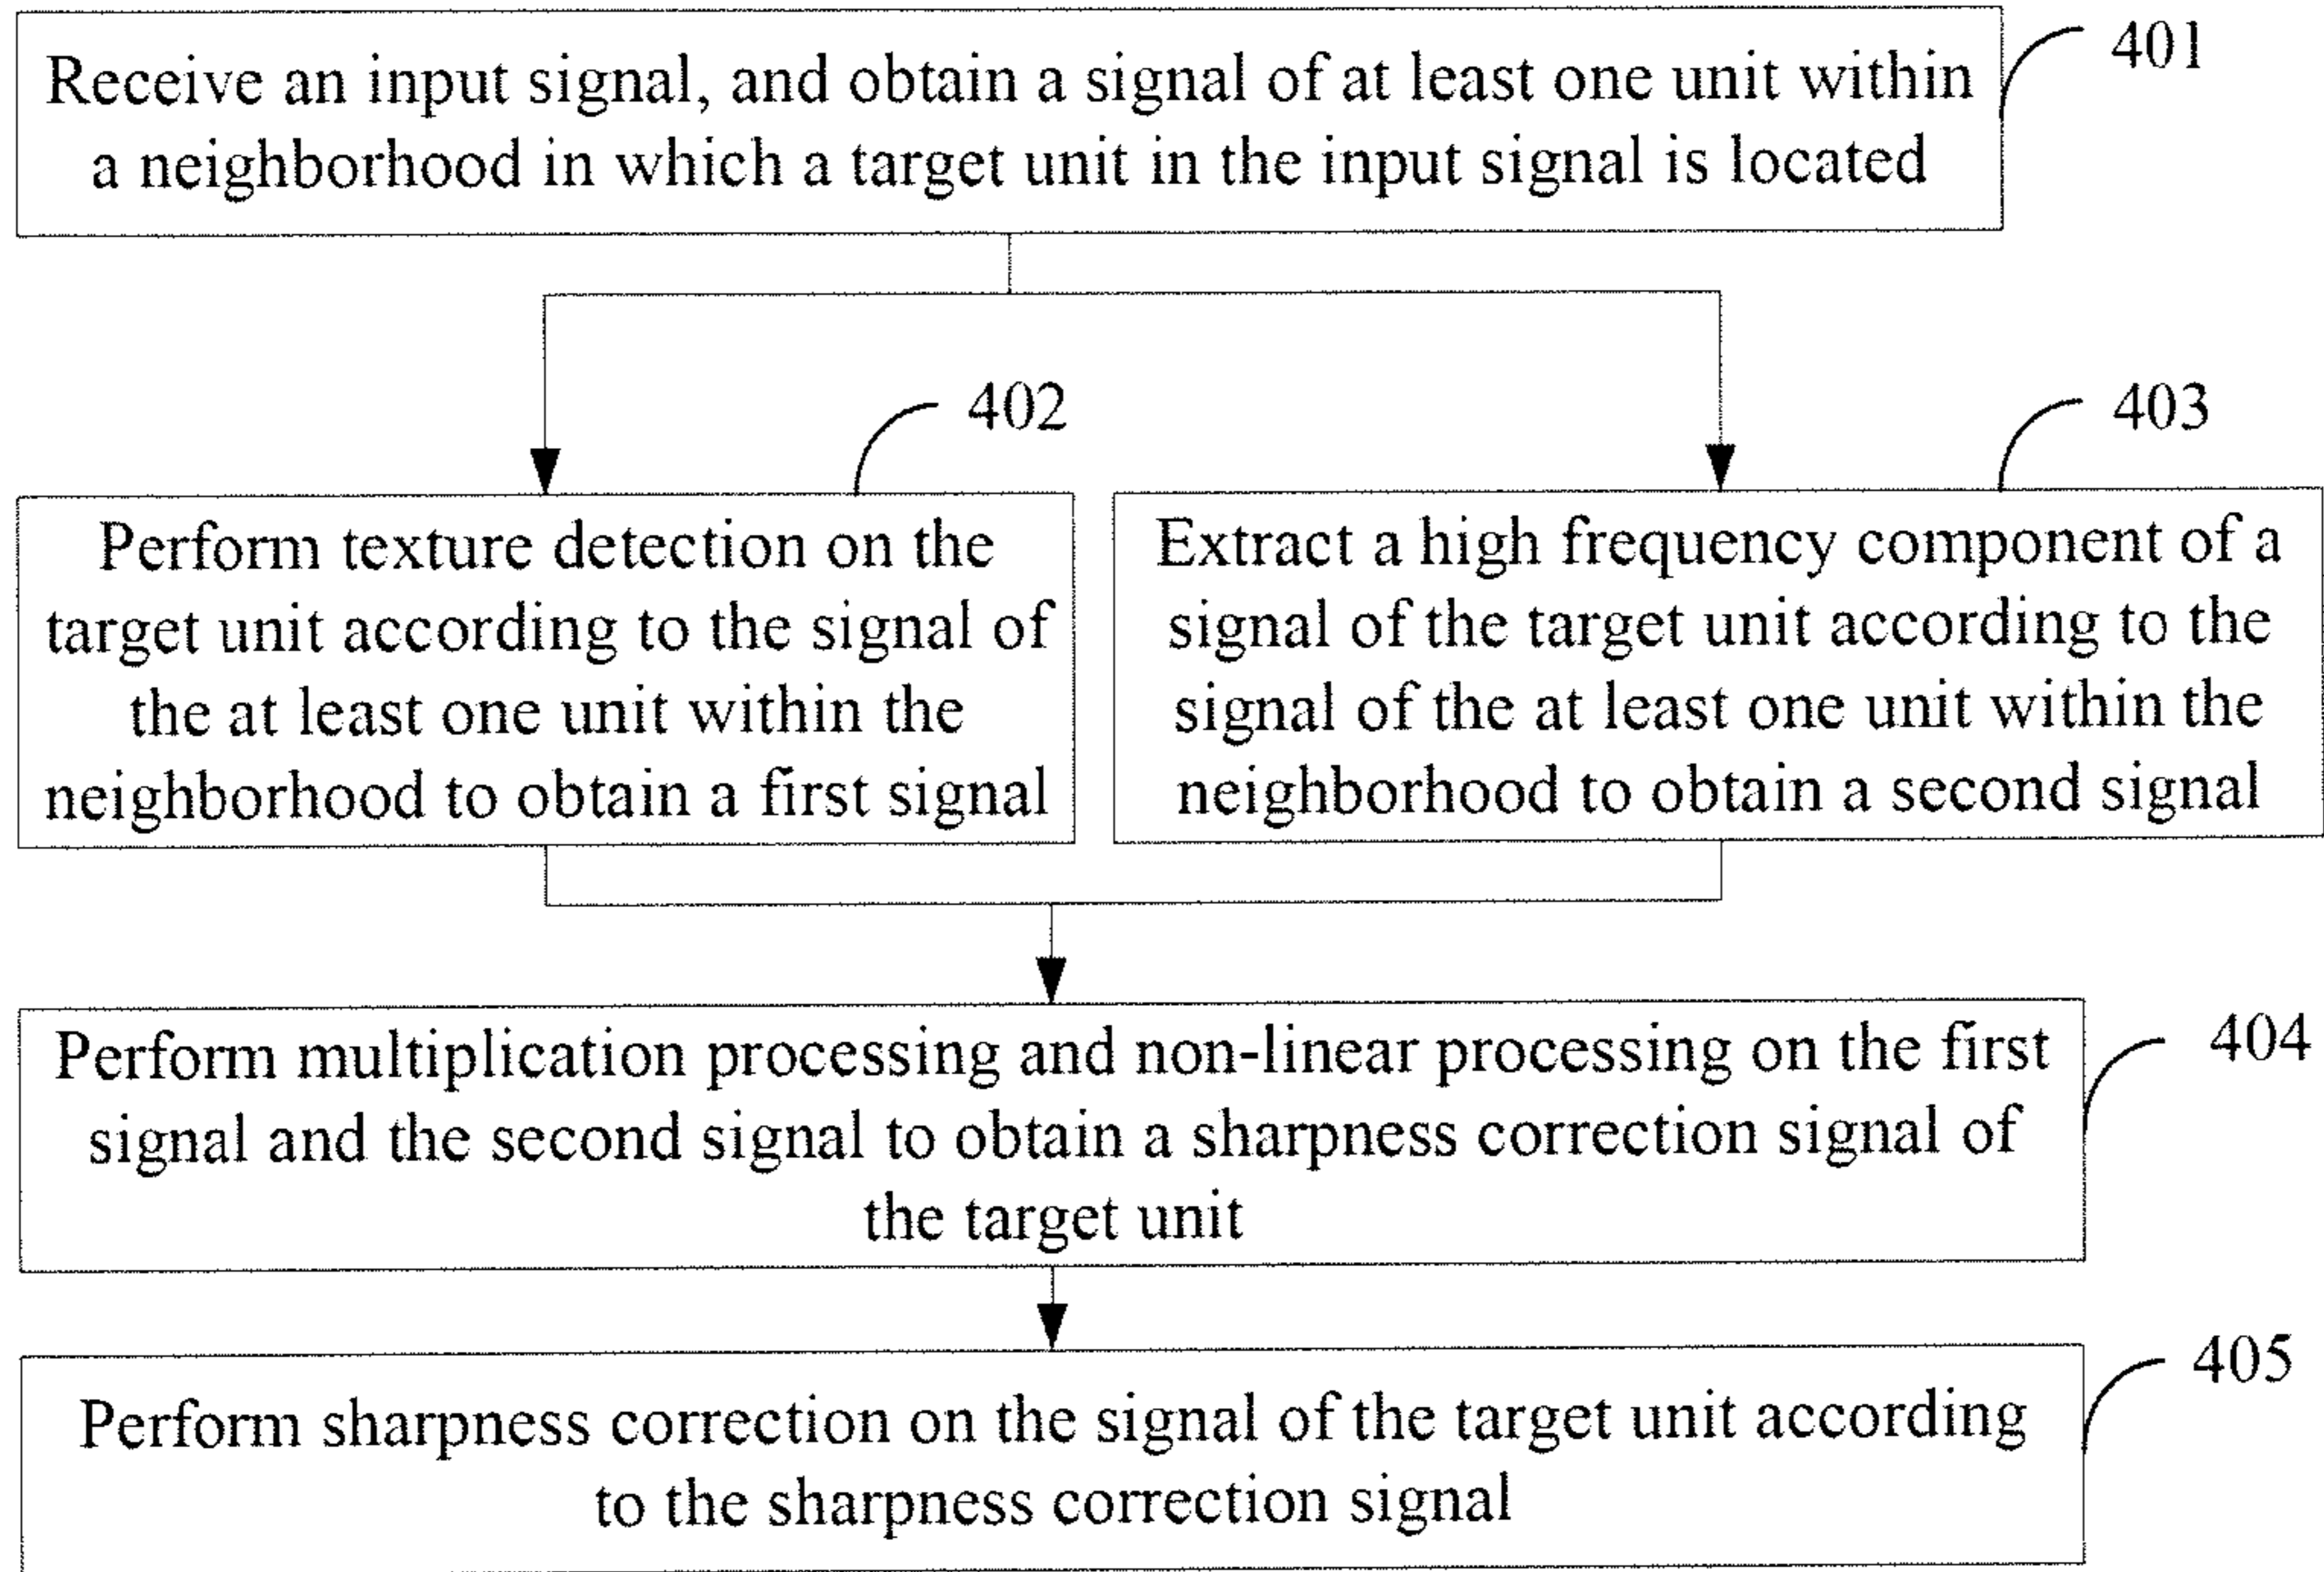 Receive an input signal, and obtain a signal of at least one unit within
a neighborhood in which a target unit in the input signal is located
401
402
Perform texture detection on the
target unit according to the signal of
the at least one unit within the
neighborhood to obtain a first signal
403
Extract a high frequency component of a
signal of the target unit according to the
signal of the at least one unit within the
neighborhood to obtain a second signal
Perform multiplication processing and non-linear processing on the first
signal and the second signal to obtain a sharpness correction signal of
the target unit
404
Perform sharpness correction on the signal of the target unit according
to the sharpness correction signal
405